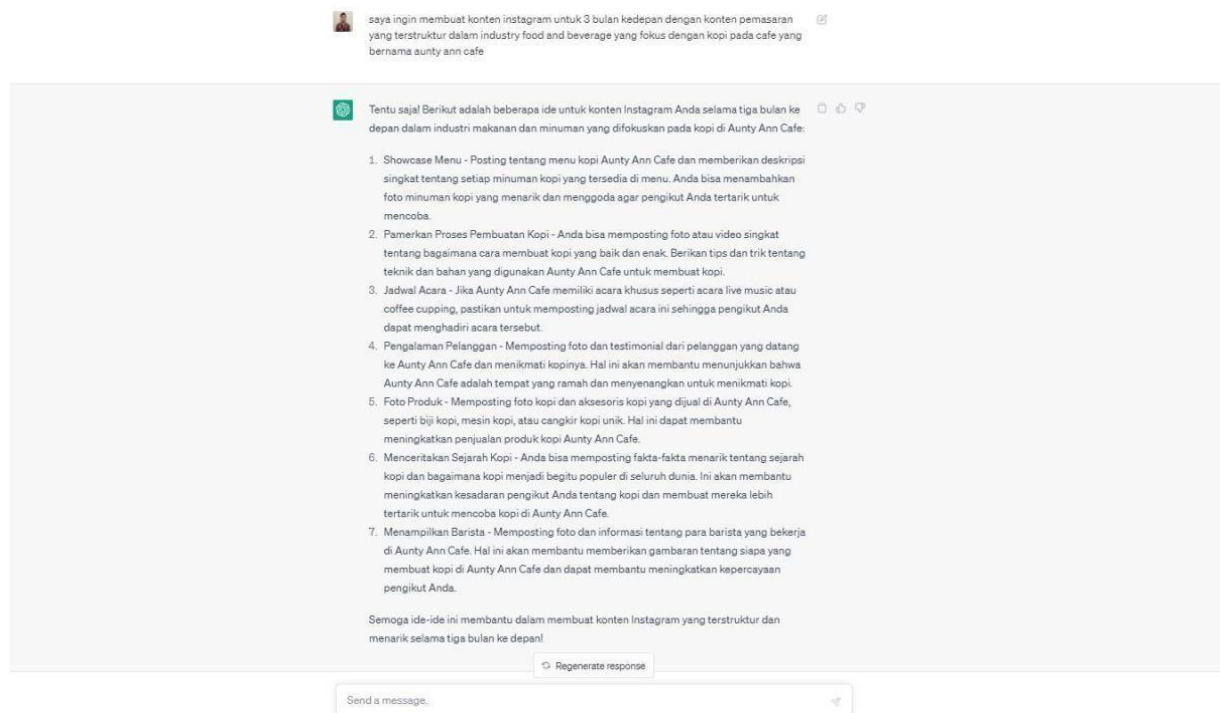 saya ingin membuat konten instagram untuk 3 bulan kedepan dengan konten pemasaran
yang terstruktur dalam industry food and beverage yang fokus dengan kopi pada cafe yang
bernama aunty ann cafe
Tentu saja! Berikut adalah beberapa ide untuk konten Instagram Anda selama tiga bulan ke
depan dalam industri makanan dan minuman yang difokuskan pada kopi di Aunty Ann Cafe:
1. Showcase Menu - Posting tentang menu kopi Aunty Ann Cafe dan memberikan deskripsi
singkat tentang setiap minuman kopi yang tersedia di menu. Anda bisa menambahkan
foto minuman kopi yang menarik dan menggoda agar pengikut Anda tertarik untuk
mencoba.
2. Pamerkan Proses Pembuatan Kopi - Anda bisa memposting foto atau video singkat
tentang bagaimana cara membuat kopi yang baik dan enak. Berikan tips dan trik tentang
teknik dan bahan yang digunakan Aunty Ann Cafe untuk membuat kopi.
3. Jadwal Acara - Jika Aunty Ann Cafe memiliki acara khusus seperti acara live music atau
coffee cupping, pastikan untuk memposting jadwal acara ini sehingga pengikut Anda
dapat menghadiri acara tersebut.
4. Pengalaman Pelanggan - Memposting foto dan testimonial dari pelanggan yang datang
ke Aunty Ann Cafe dan menikmati kopinya. Hal ini akan membantu menunjukkan bahwa
Aunty Ann Cafe adalah tempat yang ramah dan menyenangkan untuk menikmati kopi.
5. Foto Produk - Memposting foto kopi dan aksesoris kopi yang dijual di Aunty Ann Cafe,
seperti biji kopi, mesin kopi, atau cangkir kopi unik. Hal ini dapat membantu
meningkatkan penjualan produk kopi Aunty Ann Cafe.
6. Menceritakan Sejarah Kopi - Anda bisa memposting fakta-fakta menarik tentang sejarah
kopi dan bagaimana kopi menjadi begitu populer di seluruh dunia. Ini akan membantu
meningkatkan kesadaran pengikut Anda tentang kopi dan membuat mereka lebih
tertarik untuk mencoba kopi di Aunty Ann Cafe.
7. Menampilkan Barista - Memposting foto dan informasi tentang para barista yang bekerja
di Aunty Ann Cafe. Hal ini akan membantu memberikan gambaran tentang siapa yang
membuat kopi di Aunty Ann Cafe dan dapat membantu meningkatkan kepercayaan
pengikut Anda.
Semoga ide-ide ini membantu dalam membuat konten Instagram yang terstruktur dan
menarik selama tiga bulan ke depan!
Regenerate response
Send a message.